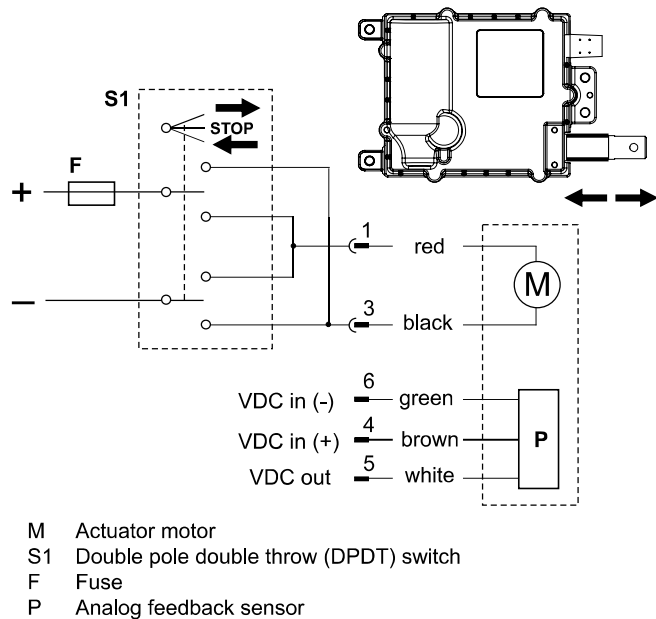 S1
STOP
F
+
–
1 red
M
3 black
6
VDC in (-) green
4
VDC in (+) brown
P
5
VDC out white
M Actuator motor
S1 Double pole double throw (DPDT) switch
F Fuse
P Analog feedback sensor